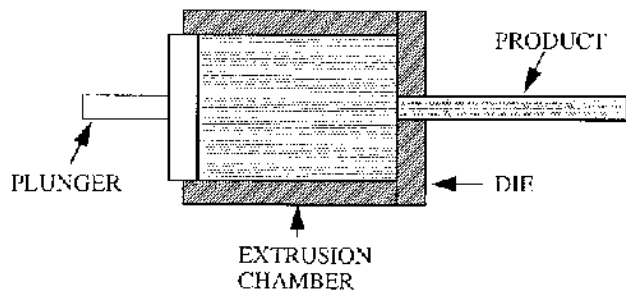 PRODUCT
PLUNGER
DIE
EXTRUSION
CHAMBER